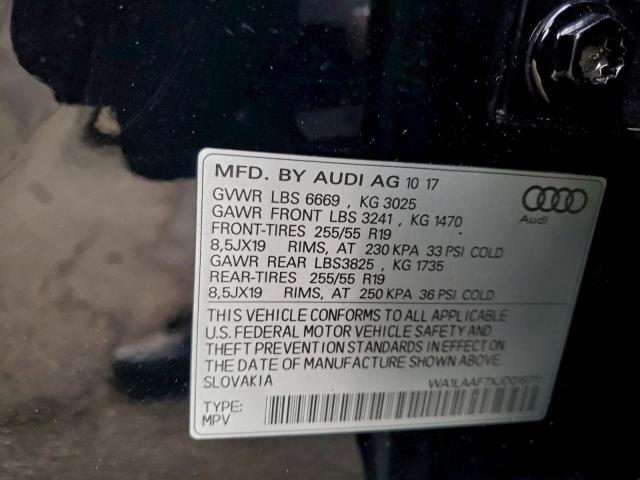 MFD. BY AUDI AG 10 17
GVWR LBS 6669 , KG 3025
GAWR FRONT LBS 3241 , KG 1470
FRONT-TIRES 255/55 R19
8,5JX19 RIMS, AT 230 KPA 33 PSI COLD
GAWR REAR LBS3825 , KG 1735
REAR-TIRES 255/55 R19
8,5JX19 RIMS, AT 250 KPA 36 PSI COLD
Audi
THIS VEHICLE CONFORMS TO ALL APPLICABLE
U.S. FEDERAL MOTOR VEHICLE SAFETY AND
THEFT PREVENTION STANDARDS IN EFFECT ON
THE DATE OF MANUFACTURE SHOWN ABOVE.
SLOVAKIA
TYPE:
MPV